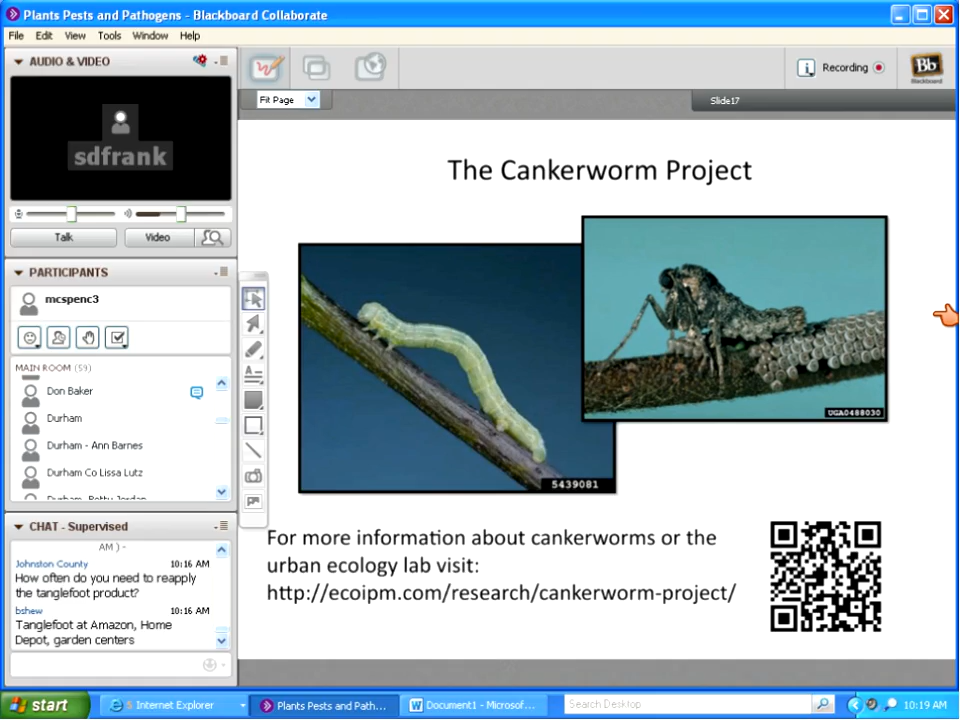 Plants Pests and Pathogens - Blackboard Collaborate
File Edit View Tools Window Help
AUDIO & VIDEO
sdfrank
Talk
Video
PARTICIPANTS
mcspenc3
MAIN ROOM (59)
Don Baker
Durham
Durham - Ann Barnes
Durham Co Lissa Lutz
Durham- Betty Jordan
CHAT - Supervised
AM ) -
Johnston County 10:16 AM
How often do you need to reapply
the tanglefoot product?
bshew 10:16 AM
Tanglefoot at Amazon, Home
Depot, garden centers
Recording
Bb
Blackboard
Fit Page
Slide17
The Cankerworm Project
5439081
UGA0488030
For more information about cankerworms or the
urban ecology lab visit:
http://ecoipm.com/research/cankerworm-project/
start
5 Internet Explorer
Plants Pests and Path...
Document1 - Microsof...
Search Desktop
10:19 AM